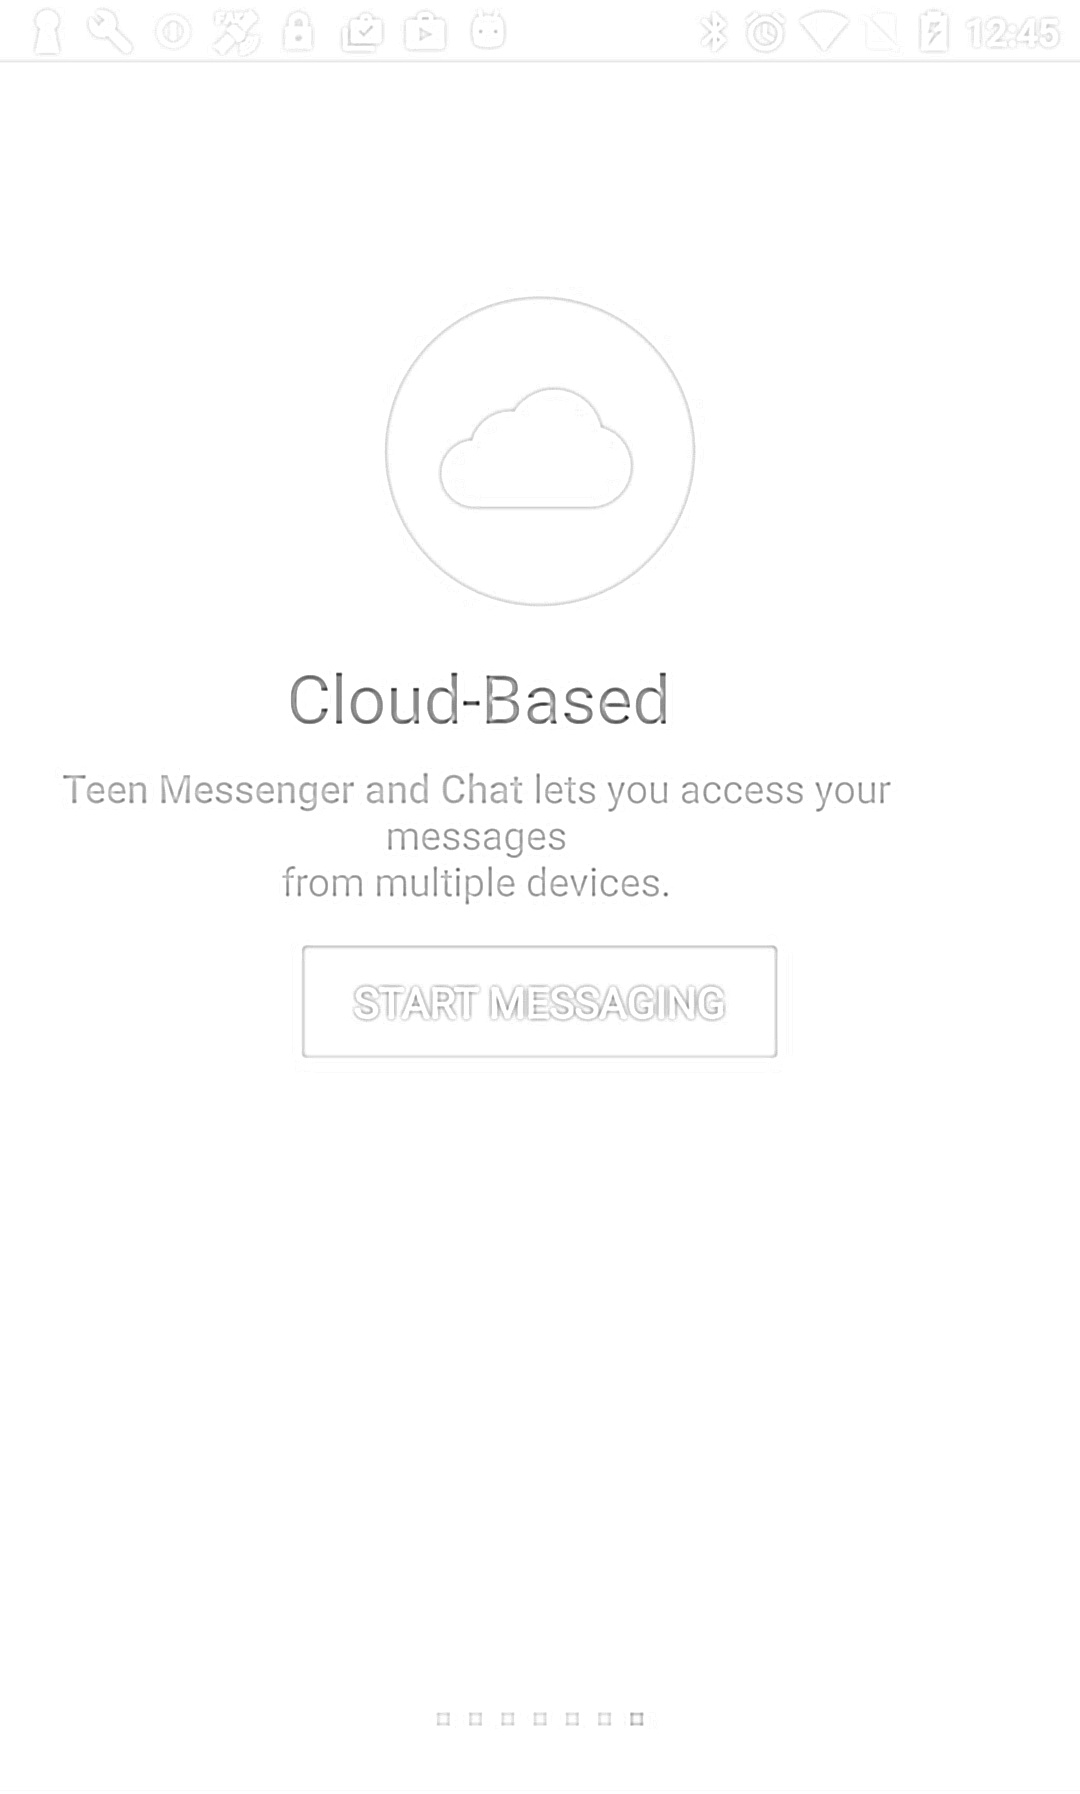 12:45
Cloud-Based
Teen Messenger and Chat lets you access your
messages
from multiple devices.
START MESSAGING